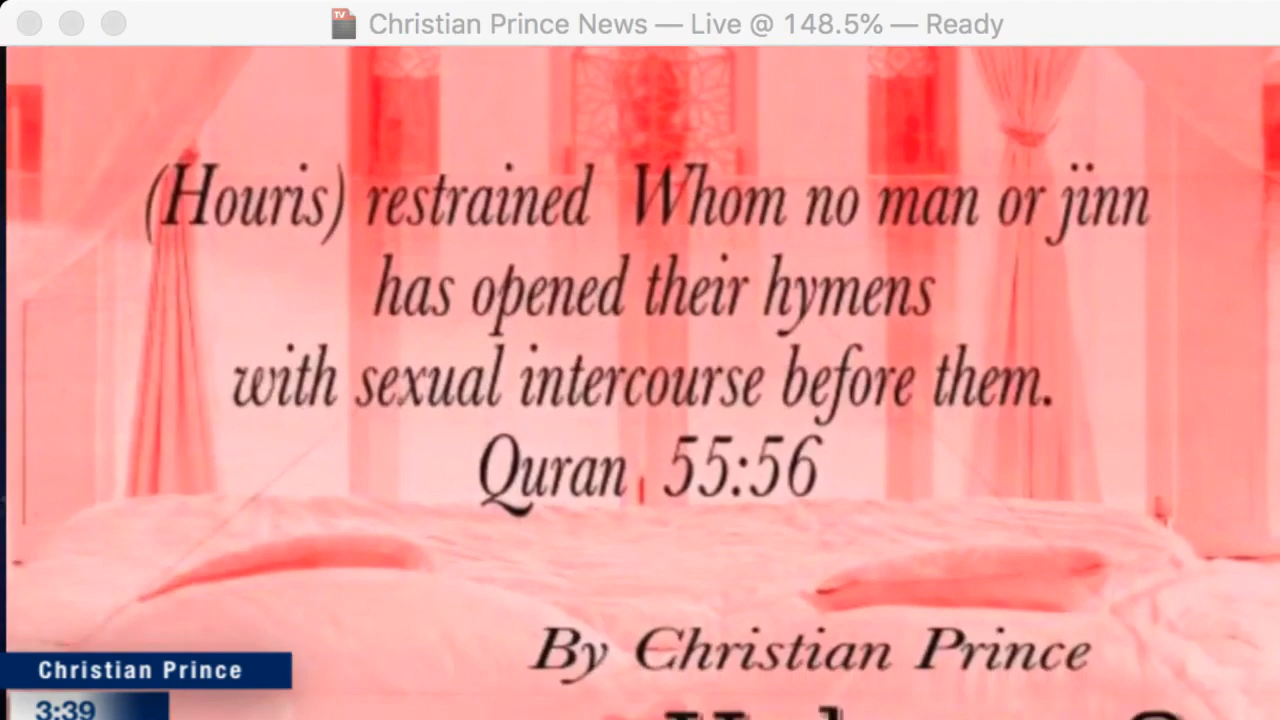 Christian Prince News — Live @ 148.5% — Ready
(Houris) restrained Whom no man or jinn
has opened their hymens
with sexual intercourse before them.
Quran 55:56
By Christian Prince
Christian Prince
3:39